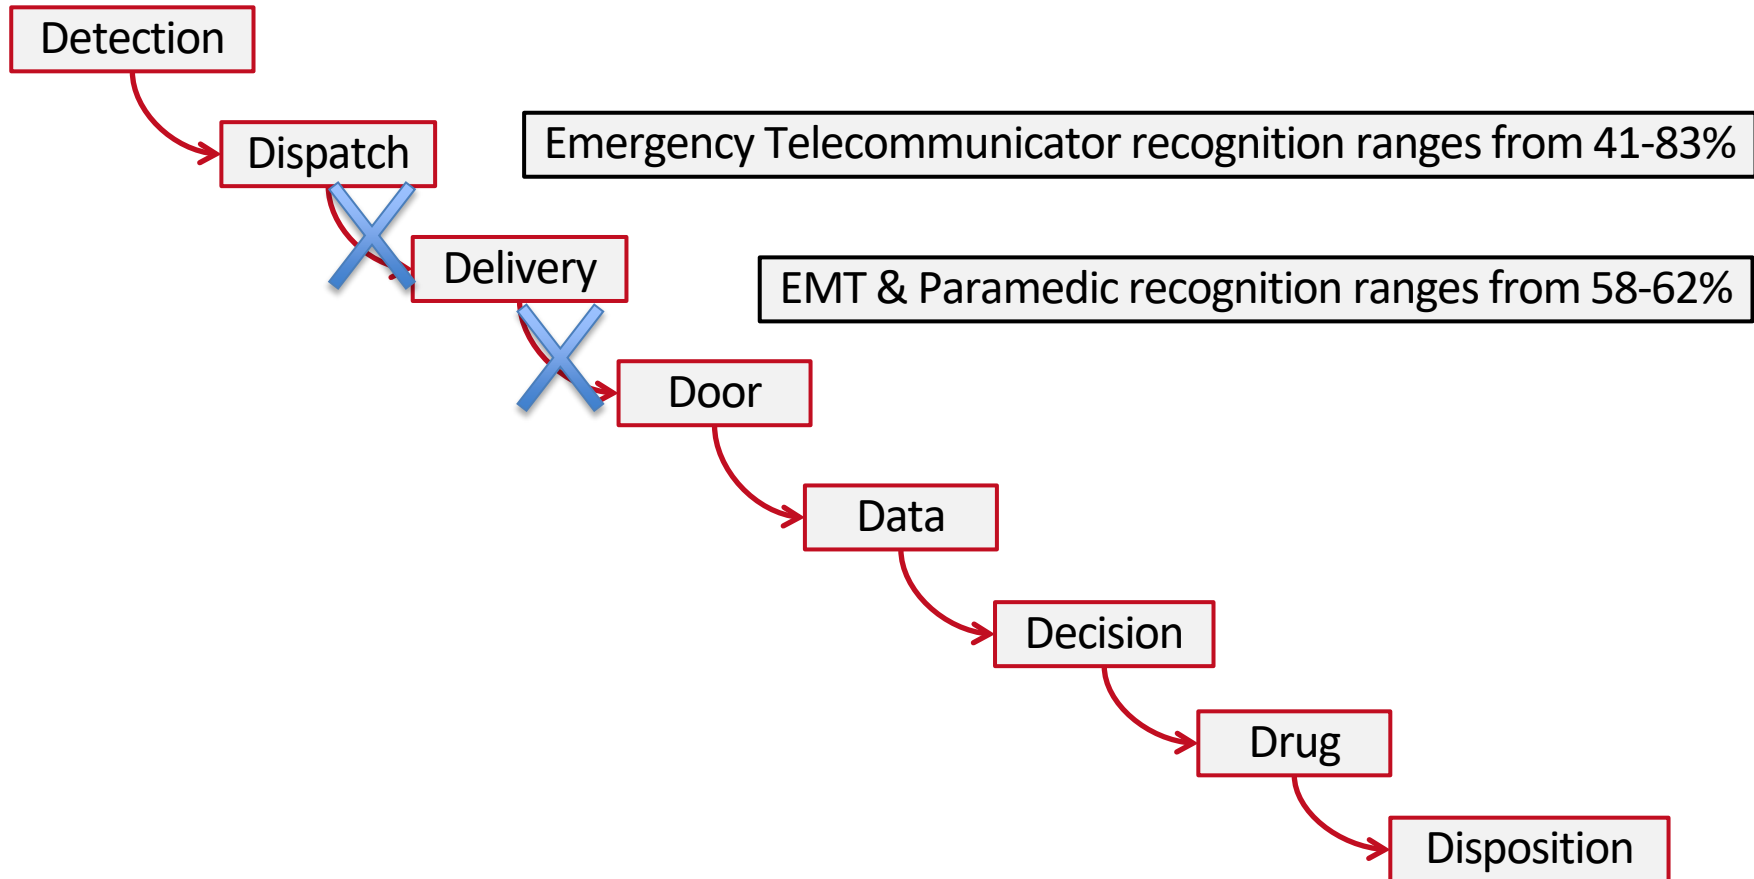 Detection
Dispatch
Emergency Telecommunicator recognition ranges from 41-83%
Delivery
EMT & Paramedic recognition ranges from 58-62%
Door
Data
Decision
Drug
Disposition